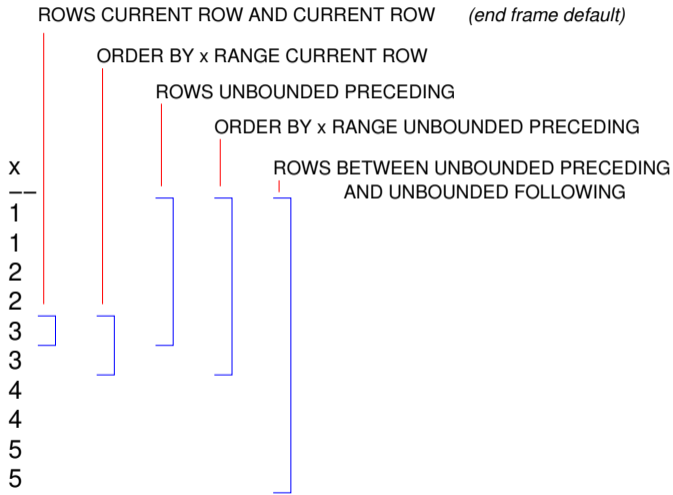 ROWS CURRENT ROW AND CURRENT ROW (end frame default)
ORDER BY x RANGE CURRENT ROW
ROWS UNBOUNDED PRECEDING
ORDER BY x RANGE UNBOUNDED PRECEDING
ROWS BETWEEN UNBOUNDED PRECEDING
AND UNBOUNDED FOLLOWING
x
__
1
1
2
2
3
3
4
4
5
5